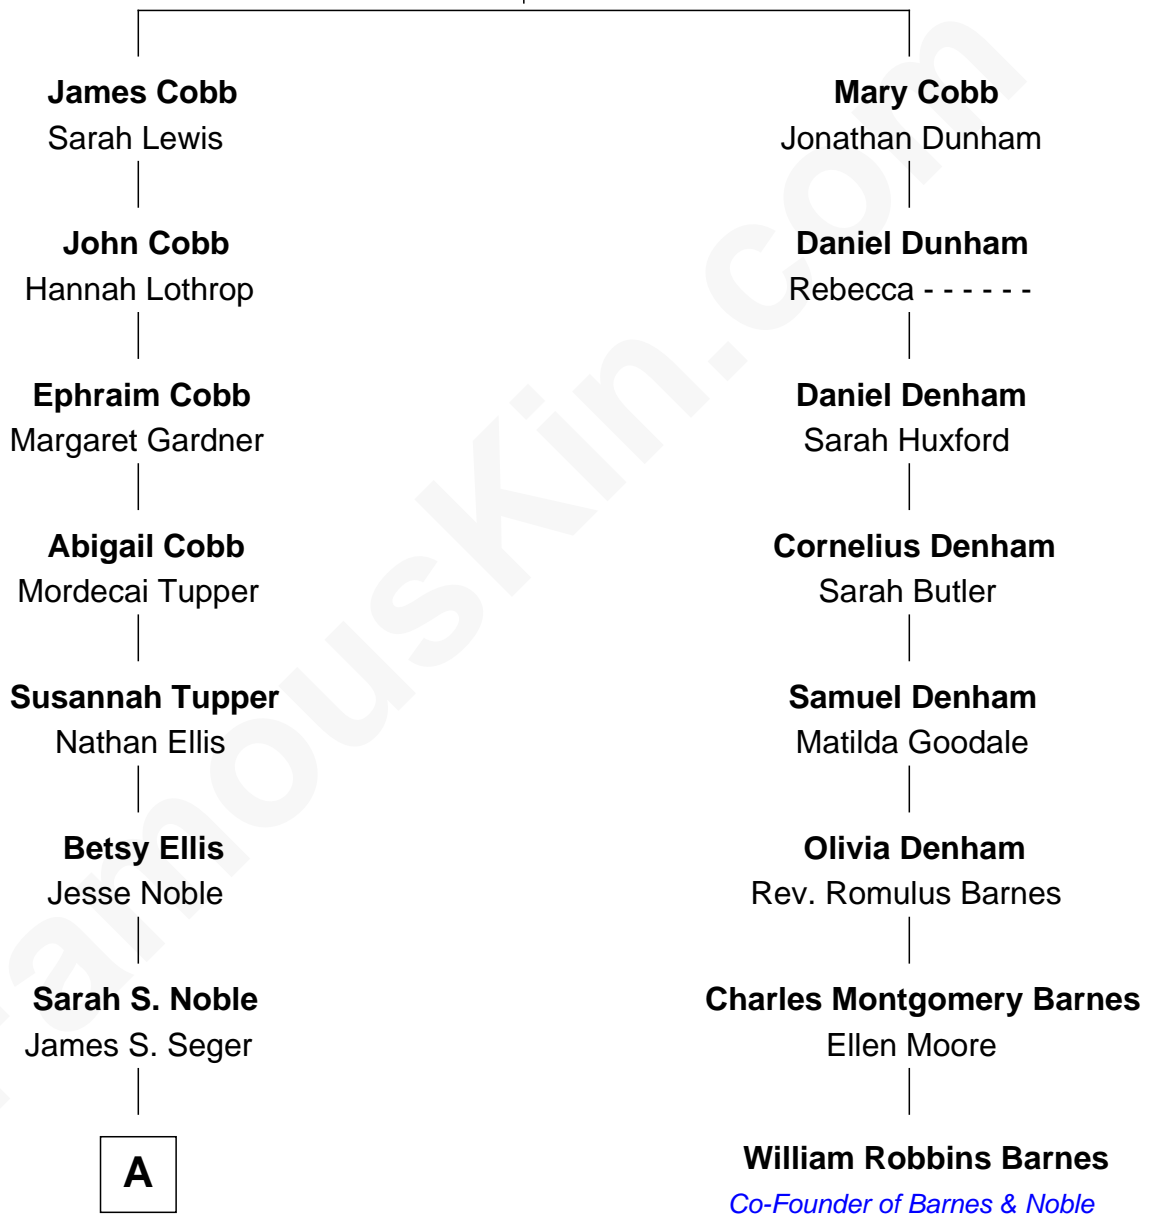 James Cobb
Sarah Lewis
Mary Cobb
Jonathan Dunham
John Cobb
Hannah Lothrop
Daniel Dunham
Rebecca - - - - - -
Ephraim Cobb
Margaret Gardner
Daniel Denham
Sarah Huxford
Abigail Cobb
Mordecai Tupper
Cornelius Denham
Sarah Butler
Susannah Tupper
Nathan Ellis
Samuel Denham
Matilda Goodale
Betsy Ellis
Jesse Noble
Olivia Denham
Rev. Romulus Barnes
Sarah S. Noble
James S. Seger
Charles Montgomery Barnes
Ellen Moore
A
William Robbins Barnes
Co-Founder of Barnes & Noble
FamousKin.com